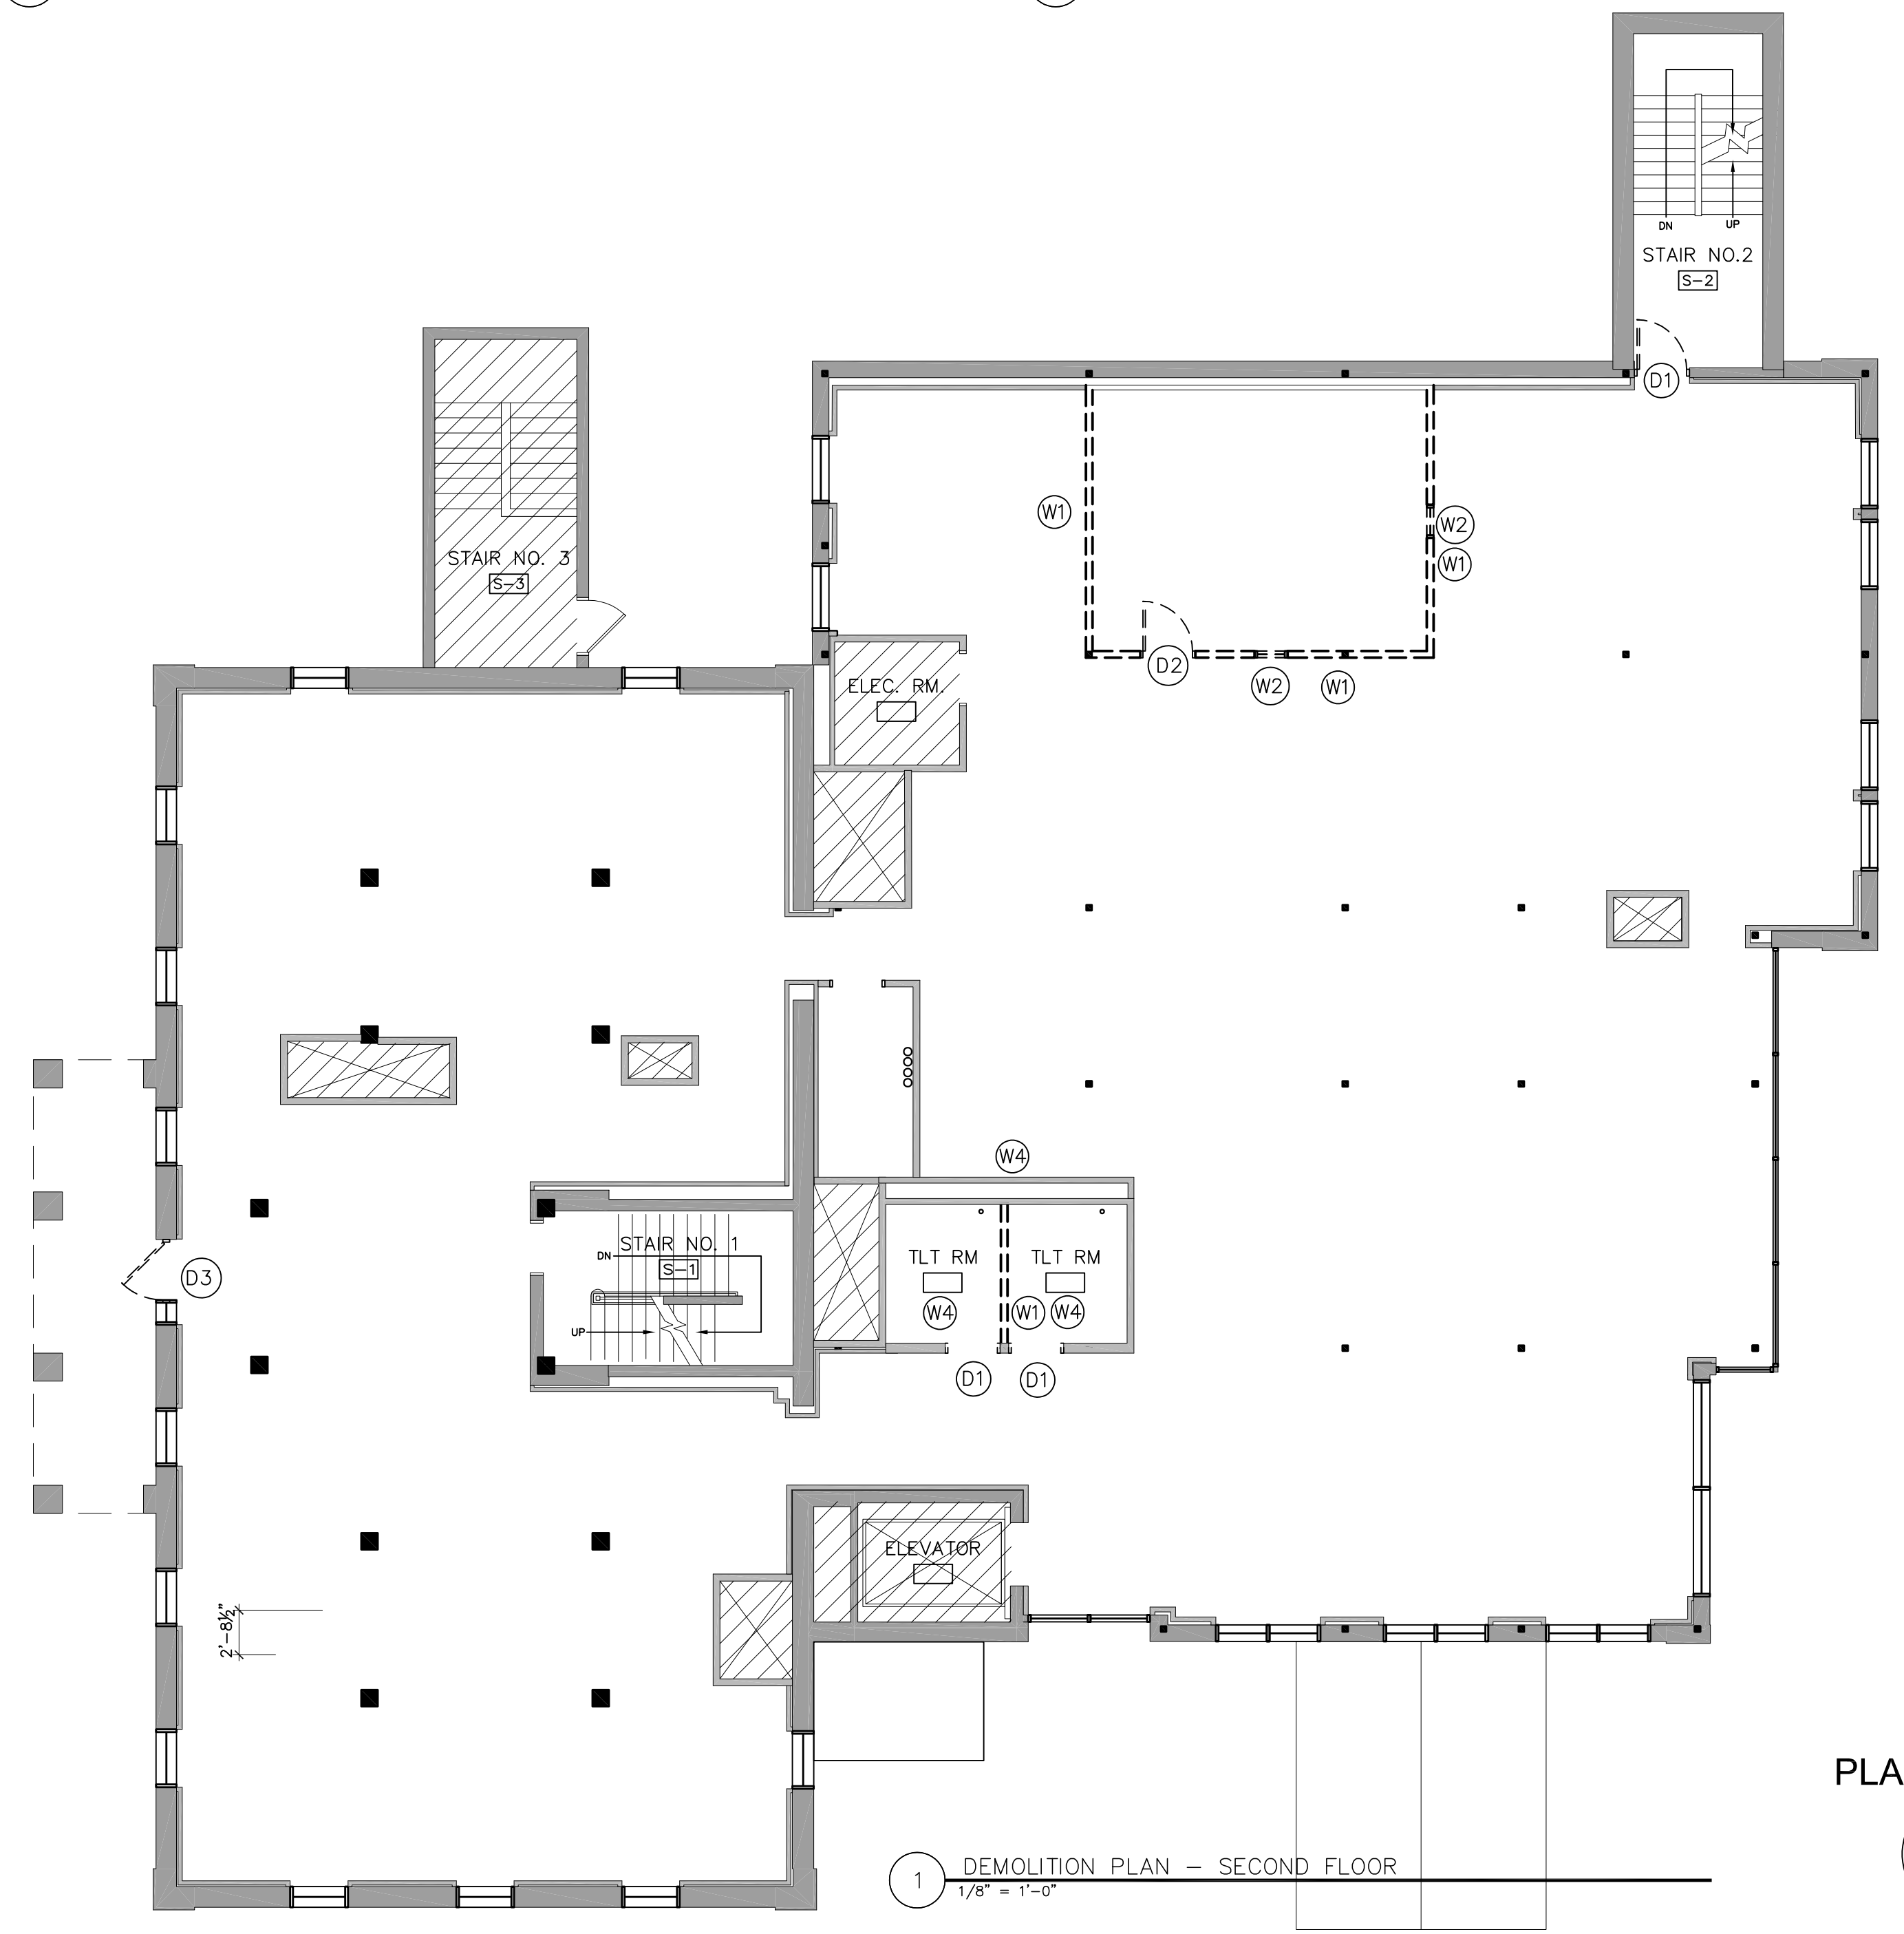 DN
UP
STAIR NO.2
S-2
D1
W1
W2
W1
STAIR NO. 3
S-3
D2
W2
W1
ELEC. RM.
W4
STAIR NO. 1
DN
S-1
UP
TLT RM
TLT RM
W4
W1
W4
D3
D1
D1
ELEVATOR
2'-8½"
PLA
1
DEMOLITION PLAN - SECOND FLOOR
1/8" = 1'-0"